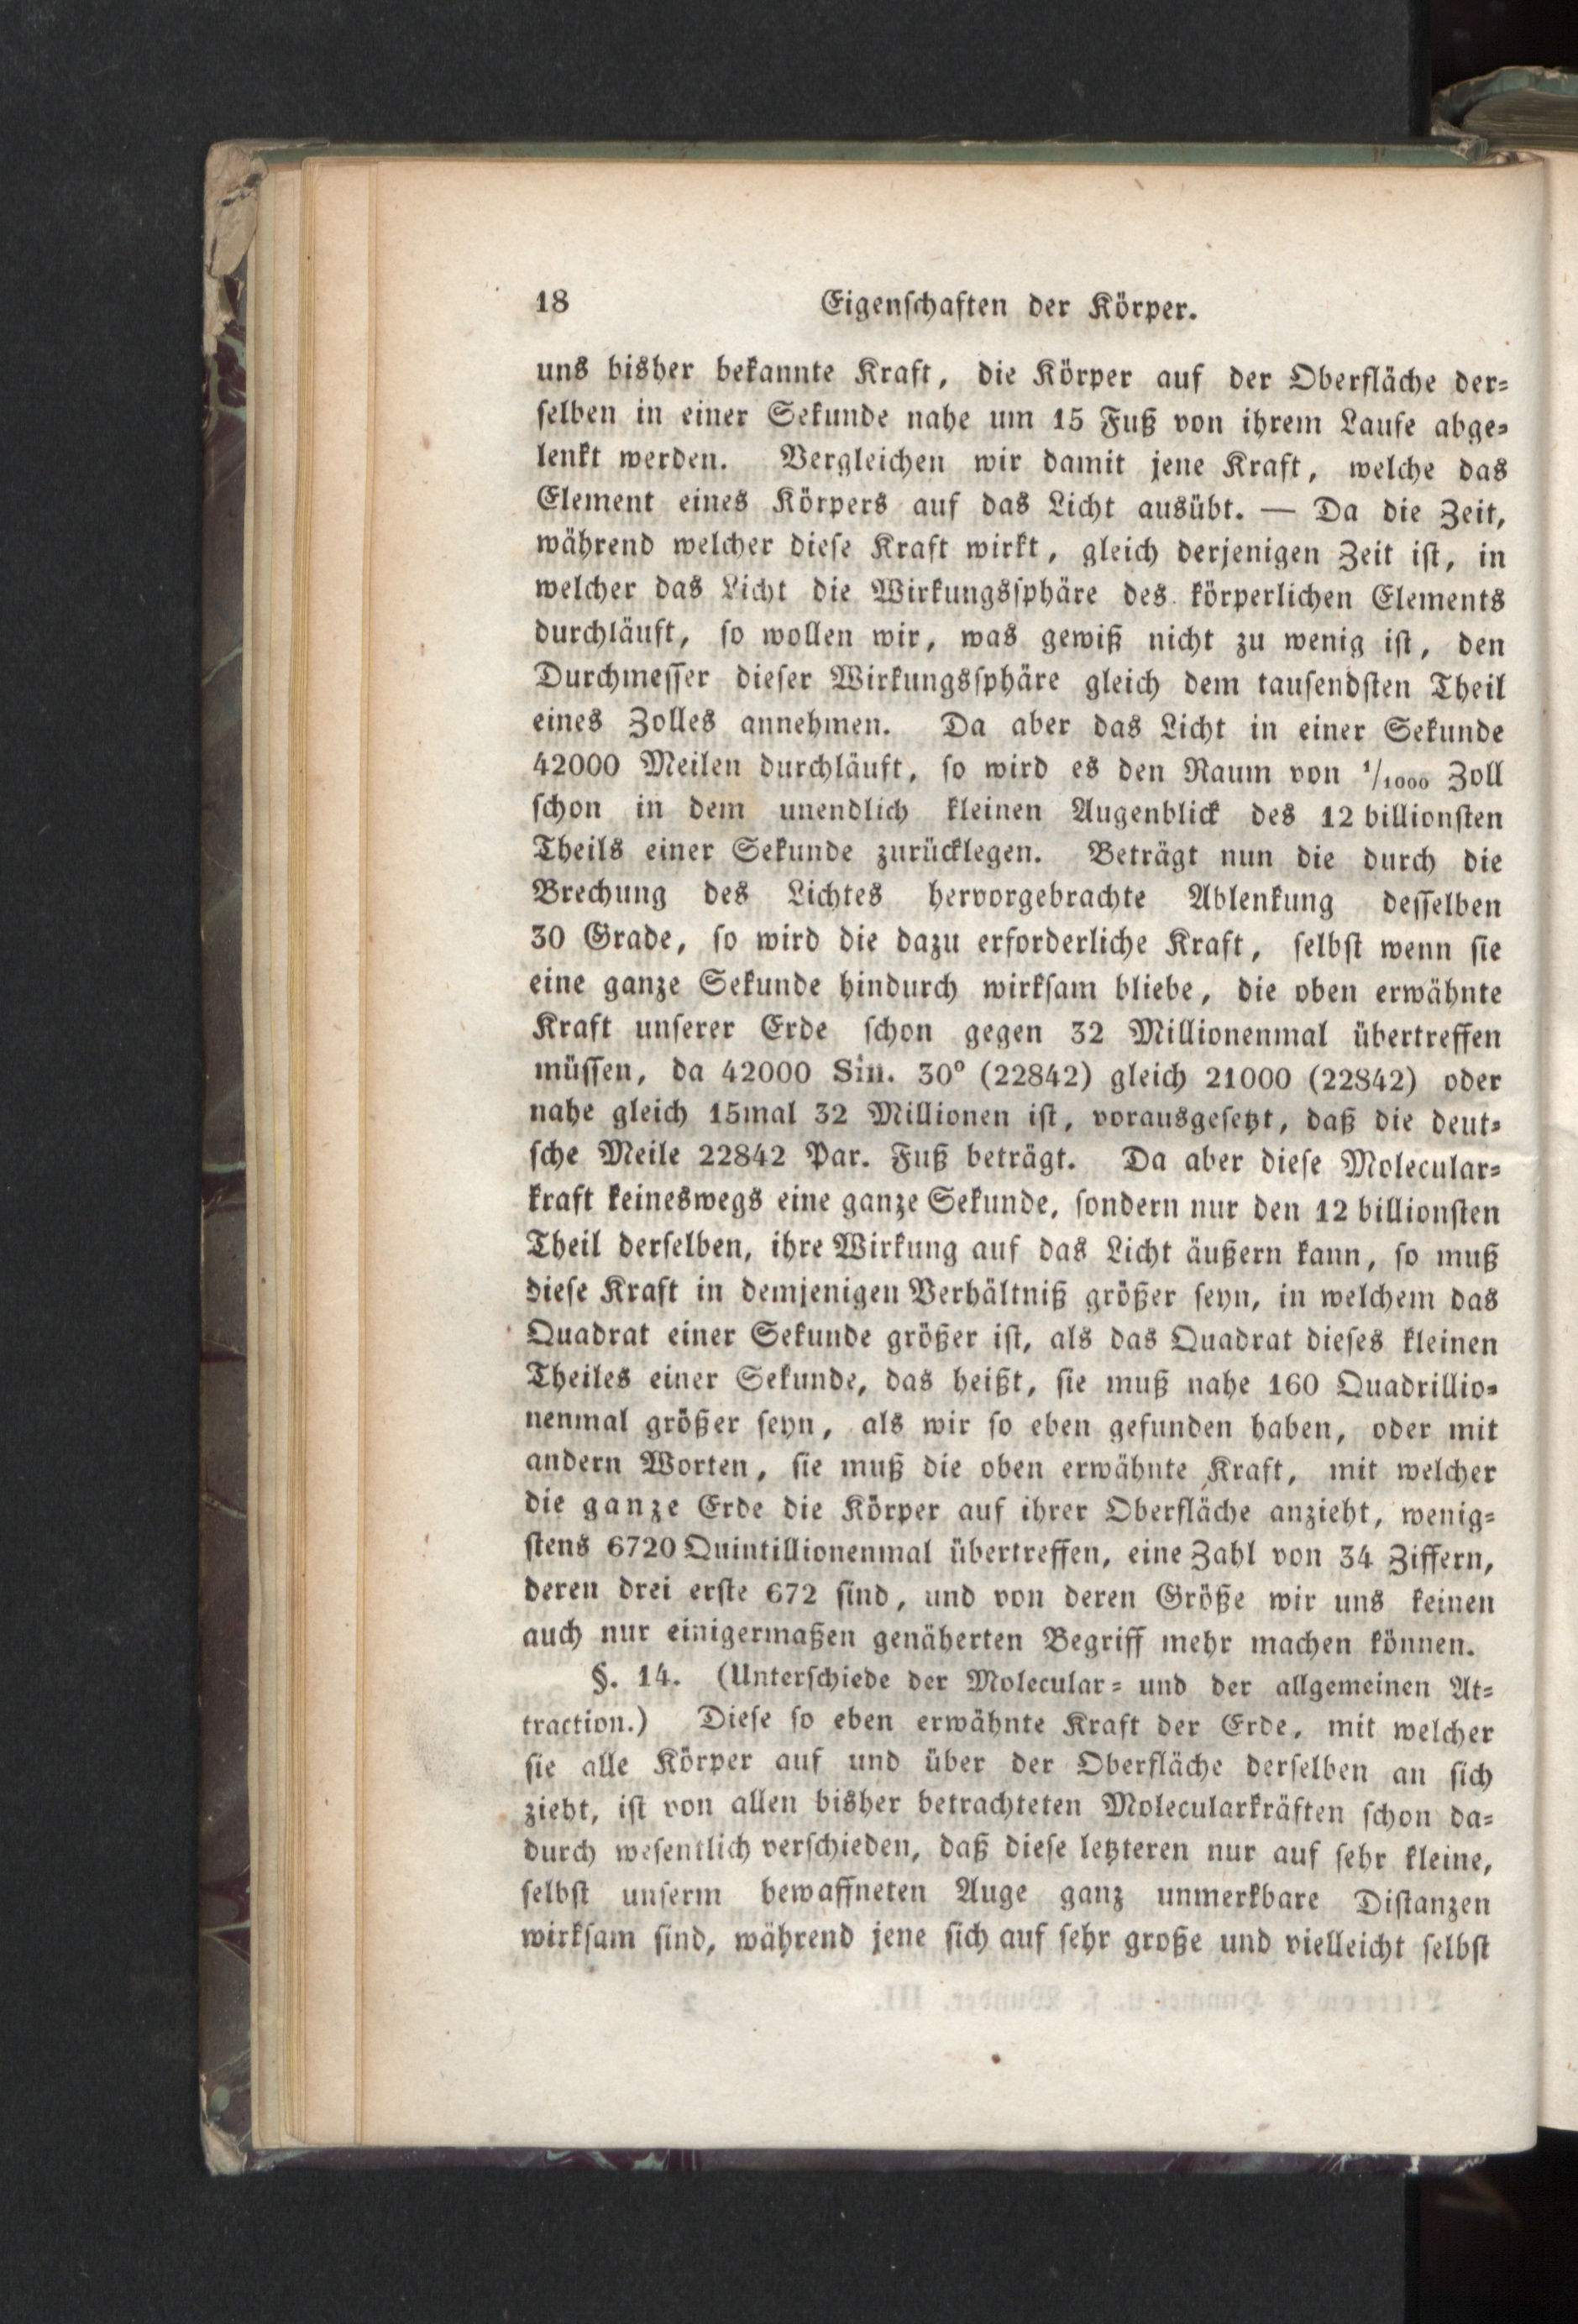 18 Eigenſchaften der Körper.
uns bisher bekannte Kraft, die Körper auf der Oberfläche der⸗
ſelben in einer Sekunde nahe um 15 Fuß von ihrem Laufe abge⸗
lenkt werden. Vergleichen wir damit jene Kraft, welche das
Element eines Körpers auf das Licht ausübt. — Da die Zeit,
während welcher dieſe Kraft wirkt, gleich derjenigen Zeit iſt, in
welcher das Licht die Wirkungsſphäre des körperlichen Elements
durchläuft, ſo wollen wir, was gewiß nicht zu wenig iſt, den
Durchmeſſer dieſer Wirkungsſphäre gleich dem tauſendſten Theil
eines Zolles annehmen. Da aber das Licht in einer Sekunde
42000 Meilen durchläuft, ſo wird es den Raum von 1/1000 Zoll
ſchon in dem unendlich kleinen Augenblick des 12 billionſten
Theils einer Sekunde zurücklegen. Beträgt nun die durch die
Brechung des Lichtes hervorgebrachte Ablenkung deſſelben
30 Grade, ſo wird die dazu erforderliche Kraft, ſelbſt wenn ſie
eine ganze Sekunde hindurch wirkſam bliebe, die oben erwähnte
Kraft unſerer Erde ſchon gegen 32 Millionenmal übertreffen
müſſen, da 42000 Sin. 30° (22842) gleich 21000 (22842) oder
nahe gleich 15mal 32 Millionen iſt, vorausgeſetzt, daß die deut⸗
ſche Meile 22842 Par. Fuß beträgt. Da aber dieſe Molecular⸗
kraft keineswegs eine ganze Sekunde, ſondern nur den 12 billionſten
Theil derſelben, ihre Wirkung auf das Licht äußern kann, ſo muß
dieſe Kraft in demjenigen Verhältniß größer ſeyn, in welchem das
Quadrat einer Sekunde größer iſt, als das Quadrat dieſes kleinen
Theiles einer Sekunde, das heißt, ſie muß nahe 160 Quadrillio⸗
nenmal größer ſeyn, als wir ſo eben gefunden haben, oder mit
andern Worten, ſie muß die oben erwähnte Kraft, mit welcher
die ganze Erde die Körper auf ihrer Oberfläche anzieht, wenig⸗
ſtens 6720 Quintillionenmal übertreffen, eine Zahl von 34 Ziffern,
deren drei erſte 672 ſind, und von deren Größe wir uns keinen
auch nur einigermaßen genäherten Begriff mehr machen können.
§. 14. (Unterſchiede der Molecular⸗ und der allgemeinen At⸗
traction.) Dieſe ſo eben erwähnte Kraft der Erde, mit welcher
ſie alle Körper auf und über der Oberfläche derſelben an ſich
zieht, iſt von allen bisher betrachteten Molecularkräften ſchon da⸗
durch weſentlich verſchieden, daß dieſe letzteren nur auf ſehr kleine,
ſelbſt unſerm bewaffneten Auge ganz unmerkbare Diſtanzen
wirkſam ſind, während jene ſich auf ſehr große und vielleicht ſelbſt